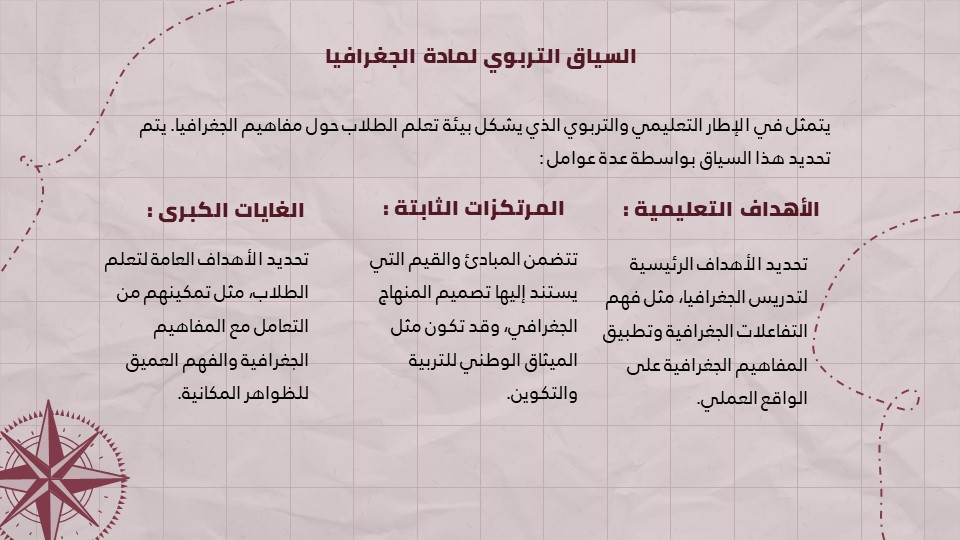 السياق التربوي لمادة الجغرافيا
يتمثل في الإطار التعليمي والتربوي الذي يشكل بيئة تعلم الطلاب حول مفاهيم الجغرافيا. يتم
تحديد هذا السياق بواسطة عدة عوامل :
الأهداف التعليمية :
تحديد الأهداف الرئيسية
لتدريس الجغرافيا، مثل فهم
التفاعلات الجغرافية وتطبيق
المفاهيم الجغرافية على
الواقع العملي.
المرتكزات الثابتة :
تتضمن المبادئ والقيم التي
يستند إليها تصميم المنهاج
الجغرافي، وقد تكون مثل
الميثاق الوطني للتربية
والتكوين.
الغايات الكبرى :
تحديد الأهداف العامة لتعلم
الطلاب، مثل تمكينهم من
التعامل مع المفاهيم
الجغرافية والفهم العميق
للظواهر المكانية.